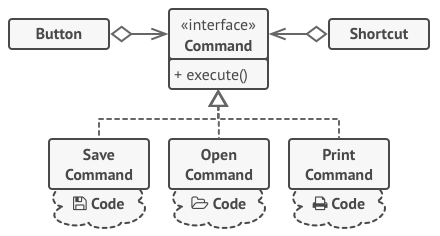 Button
«interface»
Command
+ execute()
Shortcut
Save
Command
Code
Open
Command
Code
Print
Command
Code